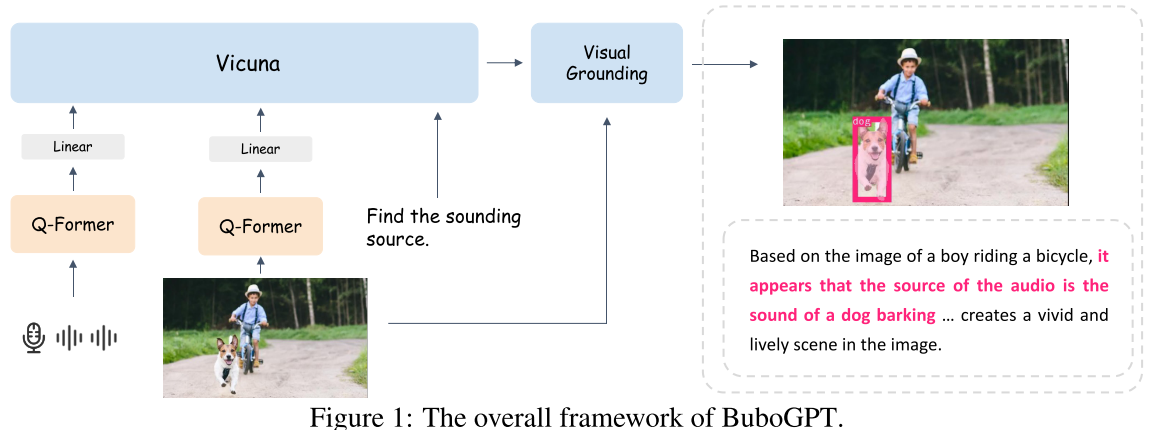 Vicuna
Visual
Grounding
Linear
Linear
Q-Former
Q-Former
Find the sounding
source.
dog
Based on the image of a boy riding a bicycle, it
appears that the source of the audio is the
sound of a dog barking ... creates a vivid and
lively scene in the image.
Figure 1: The overall framework of BuboGPT.